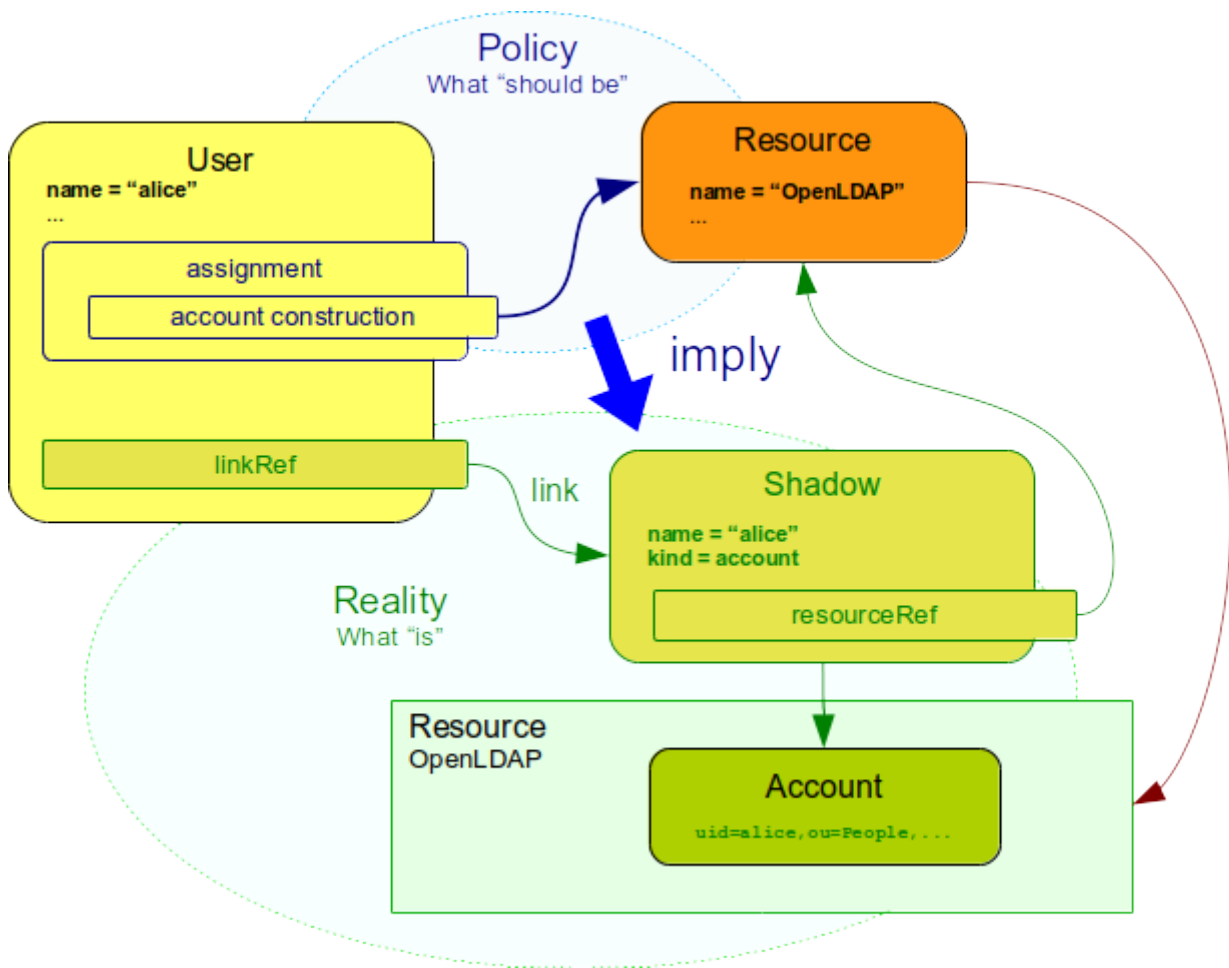 Policy
What “should be”
User
name = “alice”
...
assignment
account construction
Resource
name = “OpenLDAP”
...
imply
linkRef
link
Shadow
name = “alice”
kind = account
resourceRef
Reality
What “is”
Resource
OpenLDAP
Account
uid=alice,ou=People,...